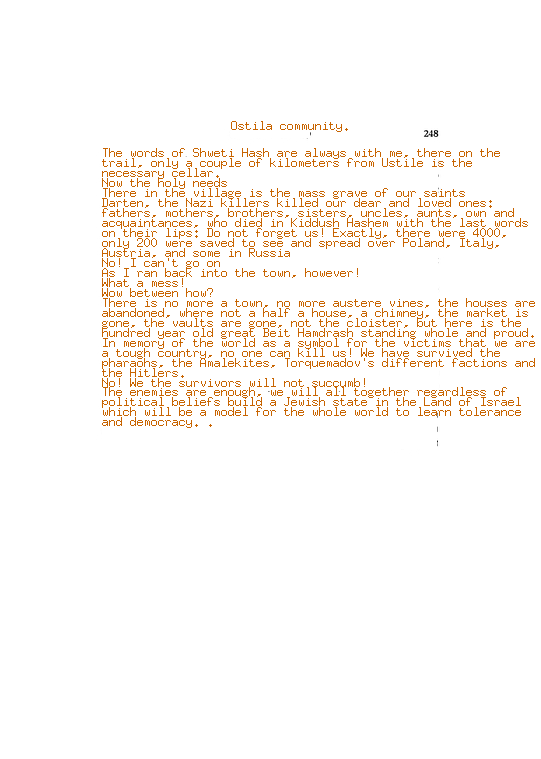 Ostila community.
248
The words of Shweti Hash are always with me, there on the
trail, only a couple of kilometers from Ustile is the
necessary cellar.
Now the holy needs
There in the village is the mass grave of our saints
Darten, the Nazi killers killed our dear and loved ones:
fathers, mothers, brothers, sisters, uncles, aunts, own and
acquaintances, who died in Kiddush Hashem with the last words
on their lips: Do not forget us! Exactly, there were 4000,
only 200 were saved to see and spread over Poland, Italy,
Austria, and some in Russia
No! I can't go on
As I ran back into the town, however!
What a mess!
Wow between how?
There is no more a town, no more austere vines, the houses are
abandoned, where not a half a house, a chimney, the market is
gone, the vaults are gone, not the cloister, but here is the
hundred year old great Beit Hamdrash standing whole and proud.
In memory of the world as a symbol for the victims that we are
a tough country, no one can kill us! We have survived the
pharaohs, the Amalekites, Torquemadov's different factions and
the Hitlers.
No! We the survivors will not succumb!
The enemies are enough, we will all together regardless of
political beliefs build a Jewish state in the Land of Israel
which will be a model for the whole world to learn tolerance
and democracy. .